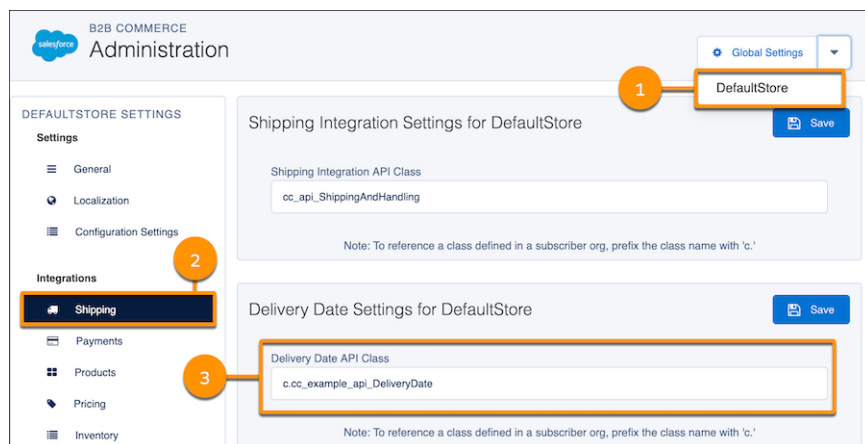 salesforce
B2B COMMERCE
Administration
Global Settings
1
DefaultStore
DEFAULTSTORE SETTINGS
Settings
General
Localization
Configuration Settings
2
Integrations
Shipping
Payments
Products
Pricing
Inventory
Shipping Integration Settings for DefaultStore
Save
Shipping Integration API Class
cc_api_ShippingAndHandling
Note: To reference a class defined in a subscriber org, prefix the class name with 'c.'
Delivery Date Settings for DefaultStore
Save
3
Delivery Date API Class
c.cc_example_api_DeliveryDate
Note: To reference a class defined in a subscriber org, prefix the class name with 'c.'